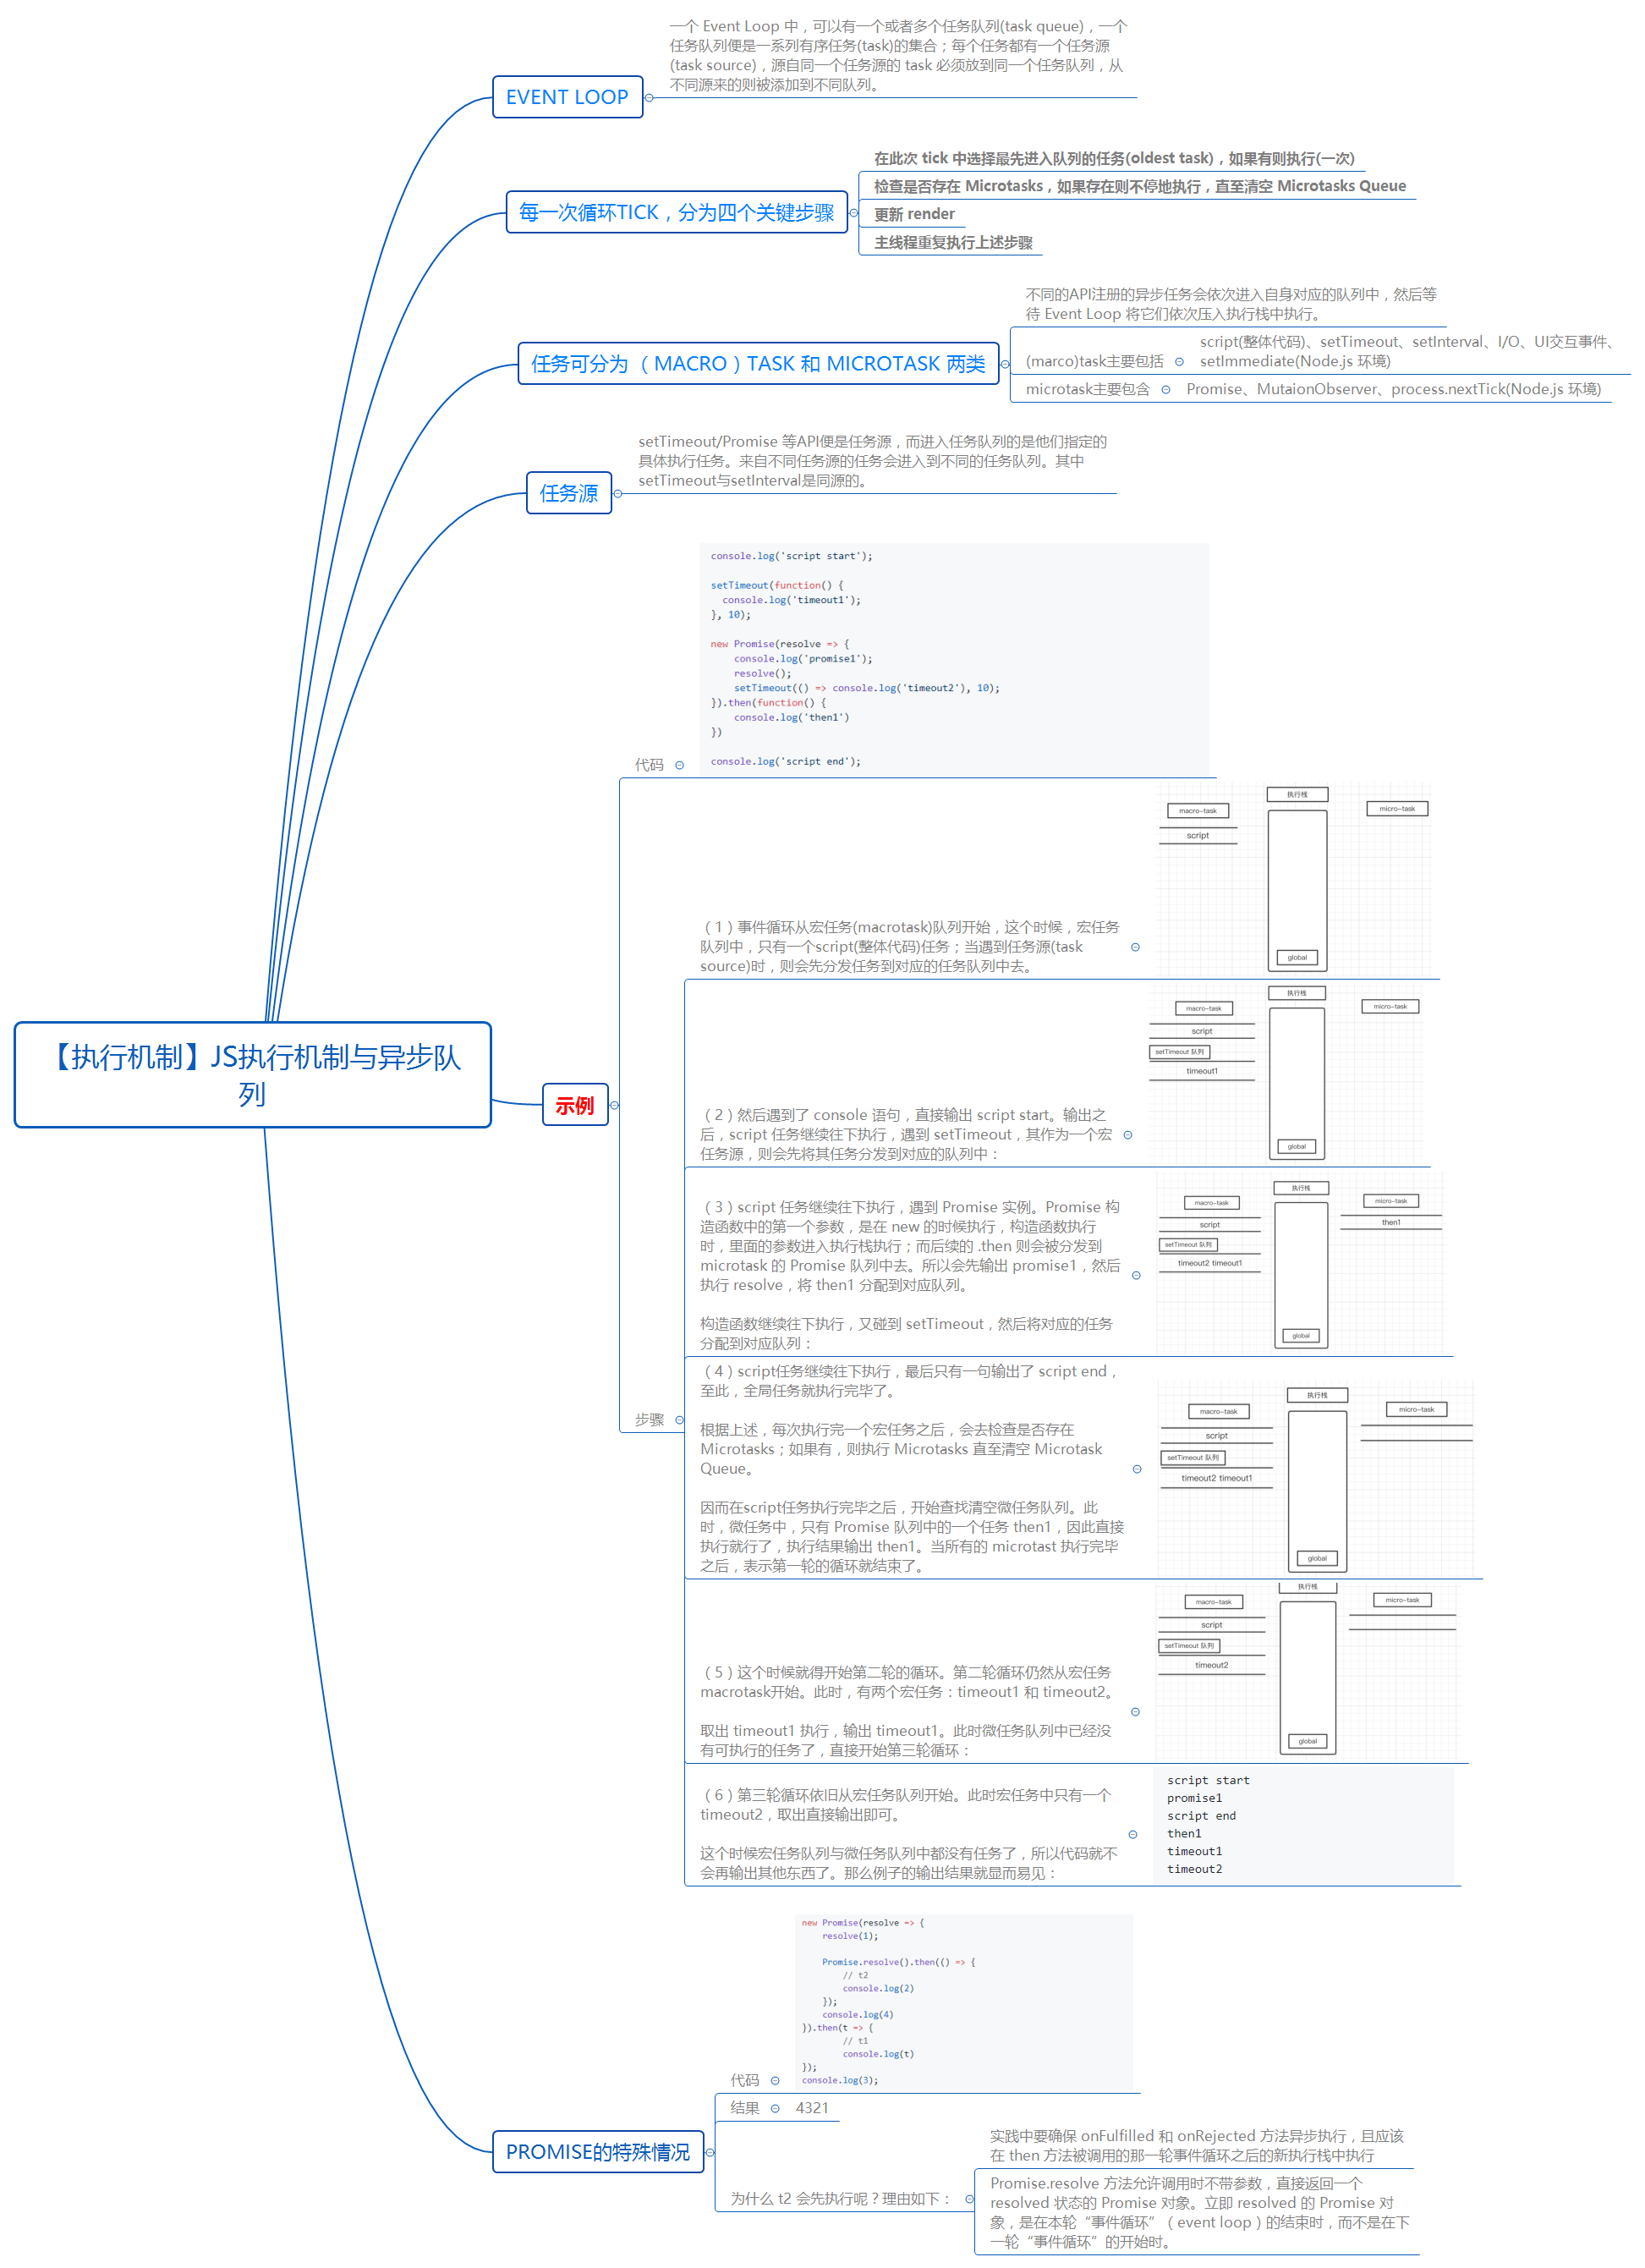 一个 Event Loop 中，可以有一个或者多个任务队列(task queue)，一个
任务队列便是一系列有序任务(task)的集合；每个任务都有一个任务源
(task source)，源自同一个任务源的 task 必须放到同一个任务队列，从
不同源来的则被添加到不同队列。
EVENT LOOP
在此次 tick 中选择最先进入队列的任务(oldest task)，如果有则执行(一次)
检查是否存在 Microtasks，如果存在则不停地执行，直至清空 Microtasks Queue
每一次循环TICK，分为四个关键步骤
更新 render
主线程重复执行上述步骤
不同的API注册的异步任务会依次进入自身对应的队列中，然后等
待 Event Loop 将它们依次压入执行栈中执行。
任务可分为 （MACRO）TASK 和 MICROTASK 两类
(marco)task主要包括
script(整体代码)、setTimeout、setInterval、I/O、UI交互事件、
setImmediate(Node.js 环境)
microtask主要包含
Promise、MutaionObserver、process.nextTick(Node.js 环境)
setTimeout/Promise 等API便是任务源，而进入任务队列的是他们指定的
具体执行任务。来自不同任务源的任务会进入到不同的任务队列。其中
setTimeout与setInterval是同源的。
任务源
console.log('script start');
setTimeout(function() {
console.log('timeout1');
}, 10);
new Promise(resolve => {
console.log('promise1');
resolve();
setTimeout(() => console.log('timeout2'), 10);
}).then(function() {
console.log('then1')
})
console.log('script end');
代码
执行栈
macro-task
micro-task
script
global
（1）事件循环从宏任务(macrotask)队列开始，这个时候，宏任务
队列中，只有一个script(整体代码)任务；当遇到任务源(task
source)时，则会先分发任务到对应的任务队列中去。
执行栈
macro-task
micro-task
script
setTimeout 队列
timeout1
global
（2）然后遇到了 console 语句，直接输出 script start。输出之
后，script 任务继续往下执行，遇到 setTimeout，其作为一个宏
任务源，则会先将其任务分发到对应的队列中：
【执行机制】JS执行机制与异步队
列
示例
（3）script 任务继续往下执行，遇到 Promise 实例。Promise 构
造函数中的第一个参数，是在 new 的时候执行，构造函数执行
时，里面的参数进入执行栈执行；而后续的 .then 则会被分发到
microtask 的 Promise 队列中去。所以会先输出 promise1，然后
执行 resolve，将 then1 分配到对应队列。
构造函数继续往下执行，又碰到 setTimeout，然后将对应的任务
分配到对应队列：
执行栈
macro-task
micro-task
script
then1
setTimeout 队列
timeout2 timeout1
global
步骤
（4）script任务继续往下执行，最后只有一句输出了 script end，
至此，全局任务就执行完毕了。
根据上述，每次执行完一个宏任务之后，会去检查是否存在
Microtasks；如果有，则执行 Microtasks 直至清空 Microtask
Queue。
因而在script任务执行完毕之后，开始查找清空微任务队列。此
时，微任务中，只有 Promise 队列中的一个任务 then1，因此直接
执行就行了，执行结果输出 then1。当所有的 microtast 执行完毕
之后，表示第一轮的循环就结束了。
执行栈
macro-task
micro-task
script
setTimeout 队列
timeout2 timeout1
global
（5）这个时候就得开始第二轮的循环。第二轮循环仍然从宏任务
macrotask开始。此时，有两个宏任务：timeout1 和 timeout2。
取出 timeout1 执行，输出 timeout1。此时微任务队列中已经没
有可执行的任务了，直接开始第三轮循环：
执行栈
macro-task
micro-task
script
setTimeout 队列
timeout2
global
（6）第三轮循环依旧从宏任务队列开始。此时宏任务中只有一个
timeout2，取出直接输出即可。
这个时候宏任务队列与微任务队列中都没有任务了，所以代码就不
会再输出其他东西了。那么例子的输出结果就显而易见：
script start
promise1
script end
then1
timeout1
timeout2
new Promise(resolve => {
resolve(1);
Promise.resolve().then(() => {
// t2
console.log(2)
});
console.log(4)
}).then(t => {
// t1
console.log(t)
});
console.log(3);
代码
结果
4321
PROMISE的特殊情况
实践中要确保 onFulfilled 和 onRejected 方法异步执行，且应该
在 then 方法被调用的那一轮事件循环之后的新执行栈中执行
为什么 t2 会先执行呢？理由如下：
Promise.resolve 方法允许调用时不带参数，直接返回一个
resolved 状态的 Promise 对象。立即 resolved 的 Promise 对
象，是在本轮“事件循环”（event loop）的结束时，而不是在下
一轮“事件循环”的开始时。